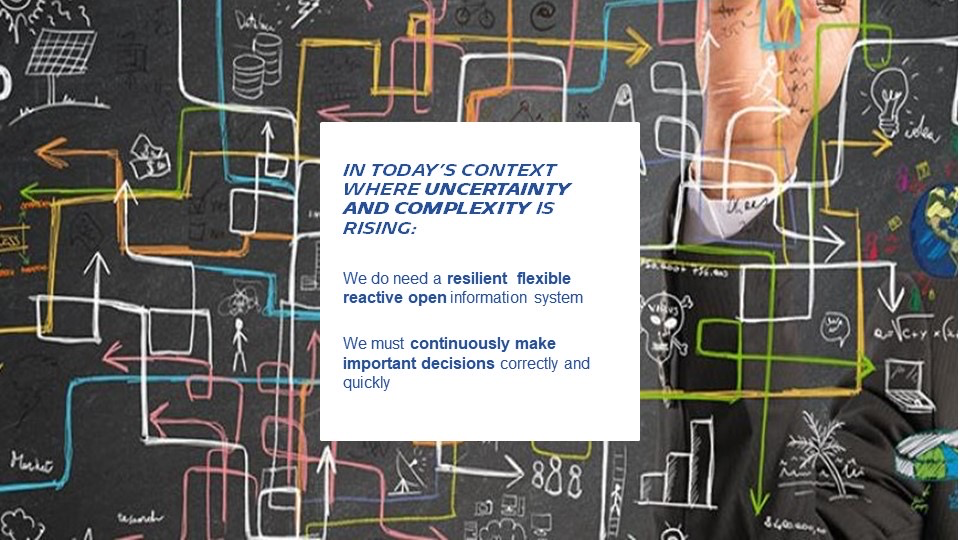 IN TODAY'S CONTEXT
WHERE UNCERTAINTY
AND COMPLEXITY IS
RISING:
We do need a resilient flexible
reactive open information system
We must continuously make
important decisions correctly and
quickly
Database
idea
VIRUS
Market